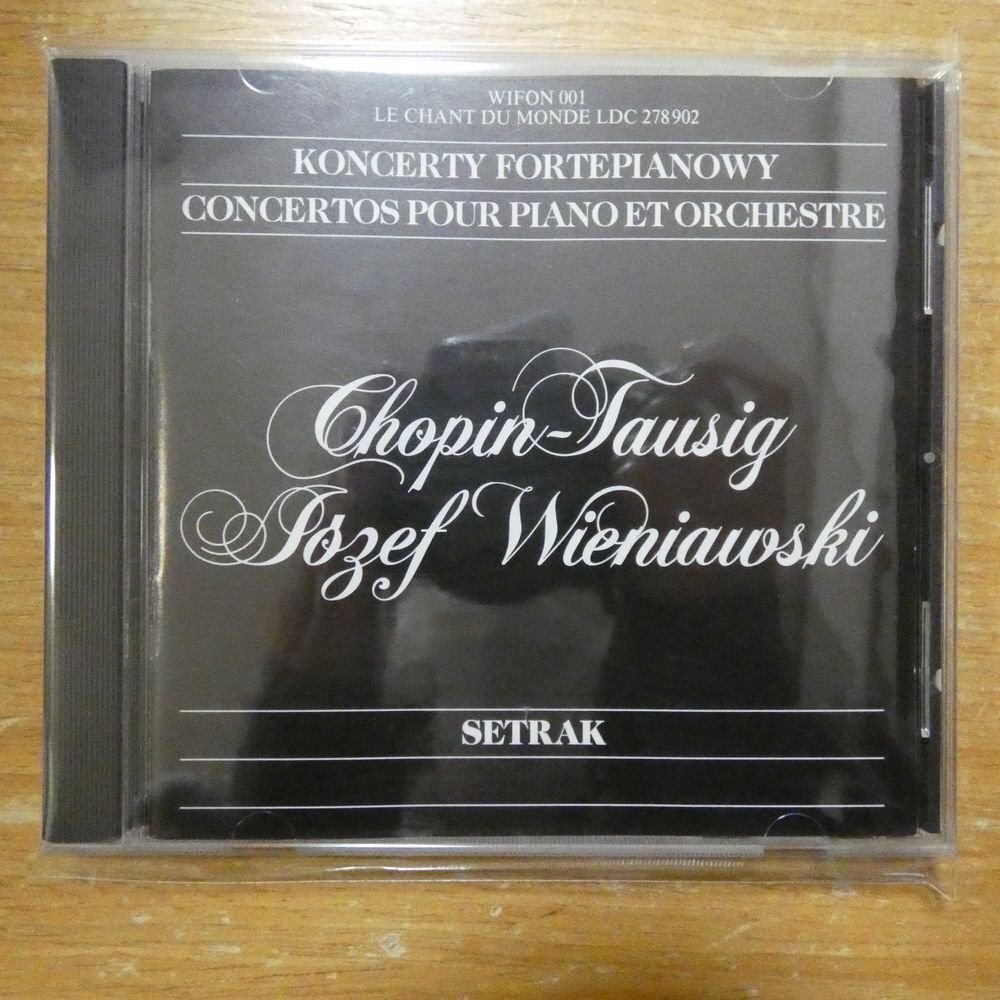 WIFON 001
LE CHANT DU MONDE LDC 278902
KONCERTY FORTEPIANOWY
CONCERTOS POUR PIANO ET ORCHESTRE
Chopin-Tausig
Józef Wieniawski
SETRAK